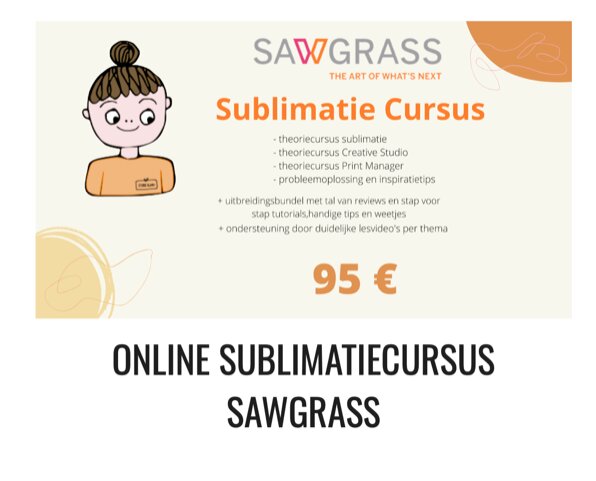 SAWGRASS
THE ART OF WHAT'S NEXT
Sublimatie Cursus
- theoriecursus sublimatie
- theoriecursus Creative Studio
- theoriecursus Print Manager
- probleemoplossing en inspiratietips
+ uitbreidingsbundel met tal van reviews en stap voor
stap tutorials,handige tips en weetjes
+ ondersteuning door duidelijke lesvideo's per thema
95 €
ONLINE SUBLIMATIECURSUS
SAWGRASS